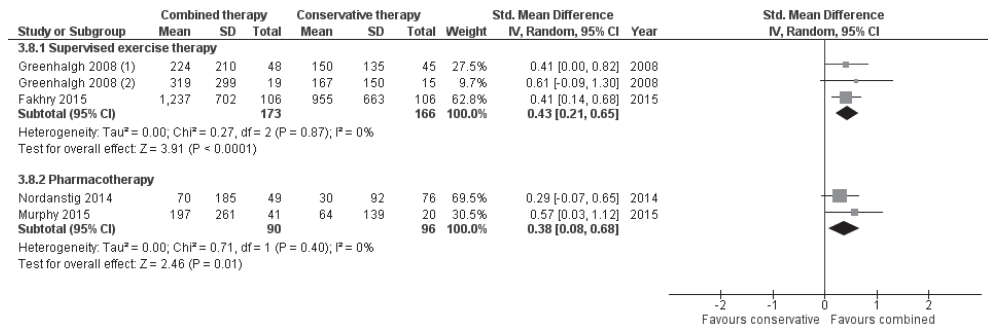 Combined therapy Conservative therapy Std. Mean Difference Std. Mean Difference
Study or Subgroup Mean SD Total Mean SD Total Weight IV, Random, 95% CI Year IV, Random, 95% CI
3.8.1 Supervised exercise therapy
Greenhalgh 2008 (1) 224 210 48 150 135 45 27.5% 0.41 [0.00, 0.82] 2008
Greenhalgh 2008 (2) 319 299 19 167 150 15 9.7% 0.61 [-0.09, 1.30] 2008
Fakhry 2015 1,237 702 106 955 663 106 62.8% 0.41 [0.14, 0.68] 2015
Subtotal (95% CI) 173 166 100.0% 0.43 [0.21, 0.65]
Heterogeneity: Tau² = 0.00; Chi² = 0.27, df = 2 (P = 0.87); I² = 0%
Test for overall effect: Z = 3.91 (P < 0.0001)
3.8.2 Pharmacotherapy
Nordanstig 2014 70 185 49 30 92 76 69.5% 0.29 [-0.07, 0.65] 2014
Murphy 2015 197 261 41 64 139 20 30.5% 0.57 [0.03, 1.12] 2015
Subtotal (95% CI) 90 96 100.0% 0.38 [0.08, 0.68]
Heterogeneity: Tau² = 0.00; Chi² = 0.71, df = 1 (P = 0.40); I² = 0%
Test for overall effect: Z = 2.46 (P = 0.01)
-2 -1 0 1 2
Favours conservative Favours combined